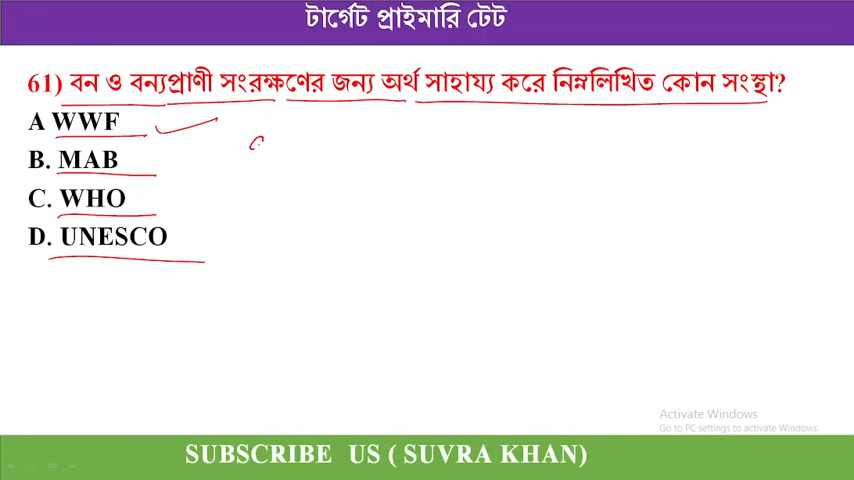 টার্গেট প্রাইমারি টেট
61) বন ও বন্যপ্রাণী সংরক্ষণের জন্য অর্থ সাহায্য করে নিম্নলিখিত কোন সংস্থা?
A WWF
B. MAB
C. WHO
D. UNESCO
Activate Windows
Go to PC settings to activate Windows.
SUBSCRIBE US ( SUVRA KHAN)